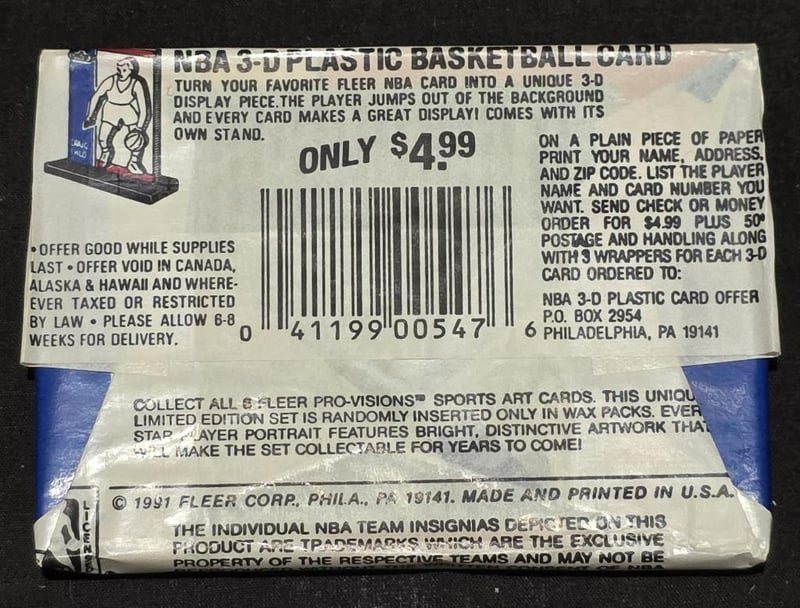 NBA 3-D PLASTIC BASKETBALL CARD
TURN YOUR FAVORITE FLEER NBA CARD INTO A UNIQUE 3-D
DISPLAY PIECE. THE PLAYER JUMPS OUT OF THE BACKGROUND
AND EVERY CARD MAKES A GREAT DISPLAY! COMES WITH ITS
OWN STAND.
ONLY $4.99
ON A PLAIN PIECE OF PAPER
PRINT YOUR NAME, ADDRESS,
AND ZIP CODE. LIST THE PLAYER
NAME AND CARD NUMBER YOU
WANT. SEND CHECK OR MONEY
ORDER FOR $4.99 PLUS 50¢
POSTAGE AND HANDLING ALONG
WITH 3 WRAPPERS FOR EACH 3-D
CARD ORDERED TO:
NBA 3-D PLASTIC CARD OFFER
P.O. BOX 2954
PHILADELPHIA, PA 19141
• OFFER GOOD WHILE SUPPLIES
LAST • OFFER VOID IN CANADA,
ALASKA & HAWAII AND WHERE-
EVER TAXED OR RESTRICTED
BY LAW • PLEASE ALLOW 6-8
WEEKS FOR DELIVERY.
0 41199 00547 6
COLLECT ALL 6 FLEER PRO-VISIONS™ SPORTS ART CARDS. THIS UNIQU
LIMITED EDITION SET IS RANDOMLY INSERTED ONLY IN WAX PACKS. EVER
STAR PLAYER PORTRAIT FEATURES BRIGHT, DISTINCTIVE ARTWORK THAT
WILL MAKE THE SET COLLECTABLE FOR YEARS TO COME!
© 1991 FLEER CORP., PHILA., PA 19141. MADE AND PRINTED IN U.S.A.
THE INDIVIDUAL NBA TEAM INSIGNIAS DEPICTED ON THIS
PRODUCT ARE TRADEMARKS WHICH ARE THE EXCLUSIVE
PROPERTY OF THE RESPECTIVE TEAMS AND MAY NOT BE
LICENSED